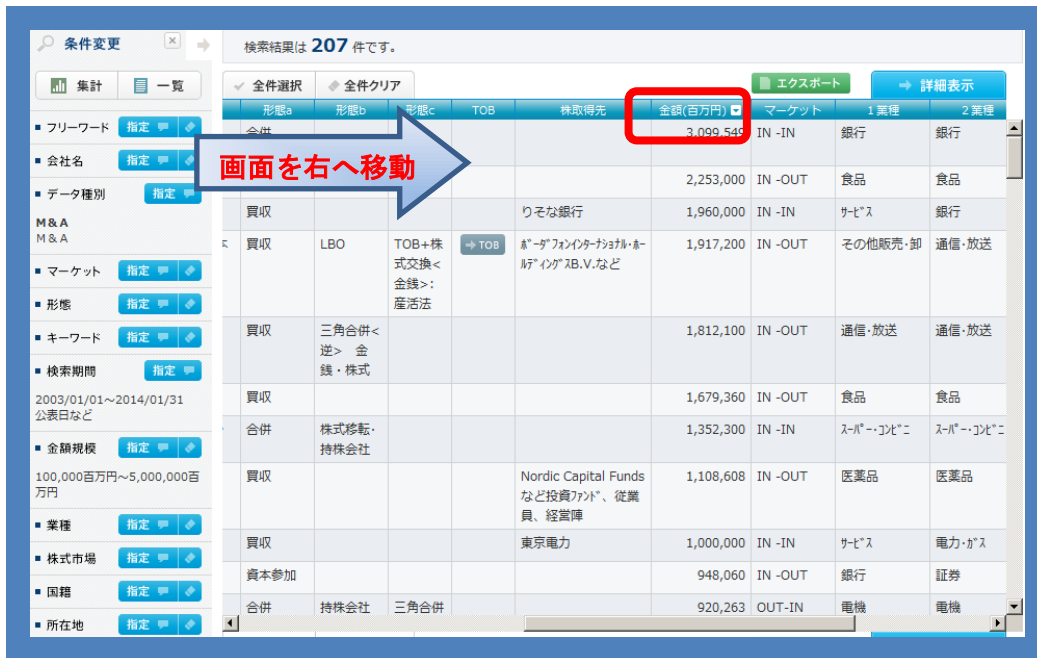 条件変更
検索結果は 207 件です。
集計 一覧
全件選択 全件クリア エクスポート 詳細表示
形態a 形態b 形態c TOB 株取得先 金額(百万円) マーケット 1業種 2業種
画面を右へ移動
フリーワード 指定
会社名 指定
データ種別 指定
M&A
M&A
マーケット 指定
形態 指定
キーワード 指定
検索期間 指定
2003/01/01～2014/01/31
公表日など
金額規模 指定
100,000百万円～5,000,000百
万円
業種 指定
株式市場 指定
国籍 指定
所在地 指定
合併 3,099,549 IN -IN 銀行 銀行
2,253,000 IN -OUT 食品 食品
買収 りそな銀行 1,960,000 IN -IN ｻｰﾋﾞｽ 銀行
買収 LBO TOB+株 TOB ﾎﾞｰﾀﾞﾌｫﾝｲﾝﾀｰﾅｼｮﾅﾙ･ﾎｰ 1,917,200 IN -OUT その他販売･卸 通信･放送
式交換< ﾙﾃﾞｨﾝｸﾞｽB.V.など
金銭>:
産活法
買収 三角合併< 1,812,100 IN -OUT 通信･放送 通信･放送
逆> 金
銭・株式
買収 1,679,360 IN -OUT 食品 食品
合併 株式移転･ 1,352,300 IN -IN ｽｰﾊﾟｰ･ｺﾝﾋﾞﾆ ｽｰﾊﾟｰ･ｺﾝﾋﾞﾆ
持株会社
買収 Nordic Capital Funds 1,108,608 IN -OUT 医薬品 医薬品
など投資ﾌｧﾝﾄﾞ、従業
員、経営陣
買収 東京電力 1,000,000 IN -IN ｻｰﾋﾞｽ 電力･ｶﾞｽ
資本参加 948,060 IN -OUT 銀行 証券
合併 持株会社 三角合併 920,263 OUT-IN 電機 電機